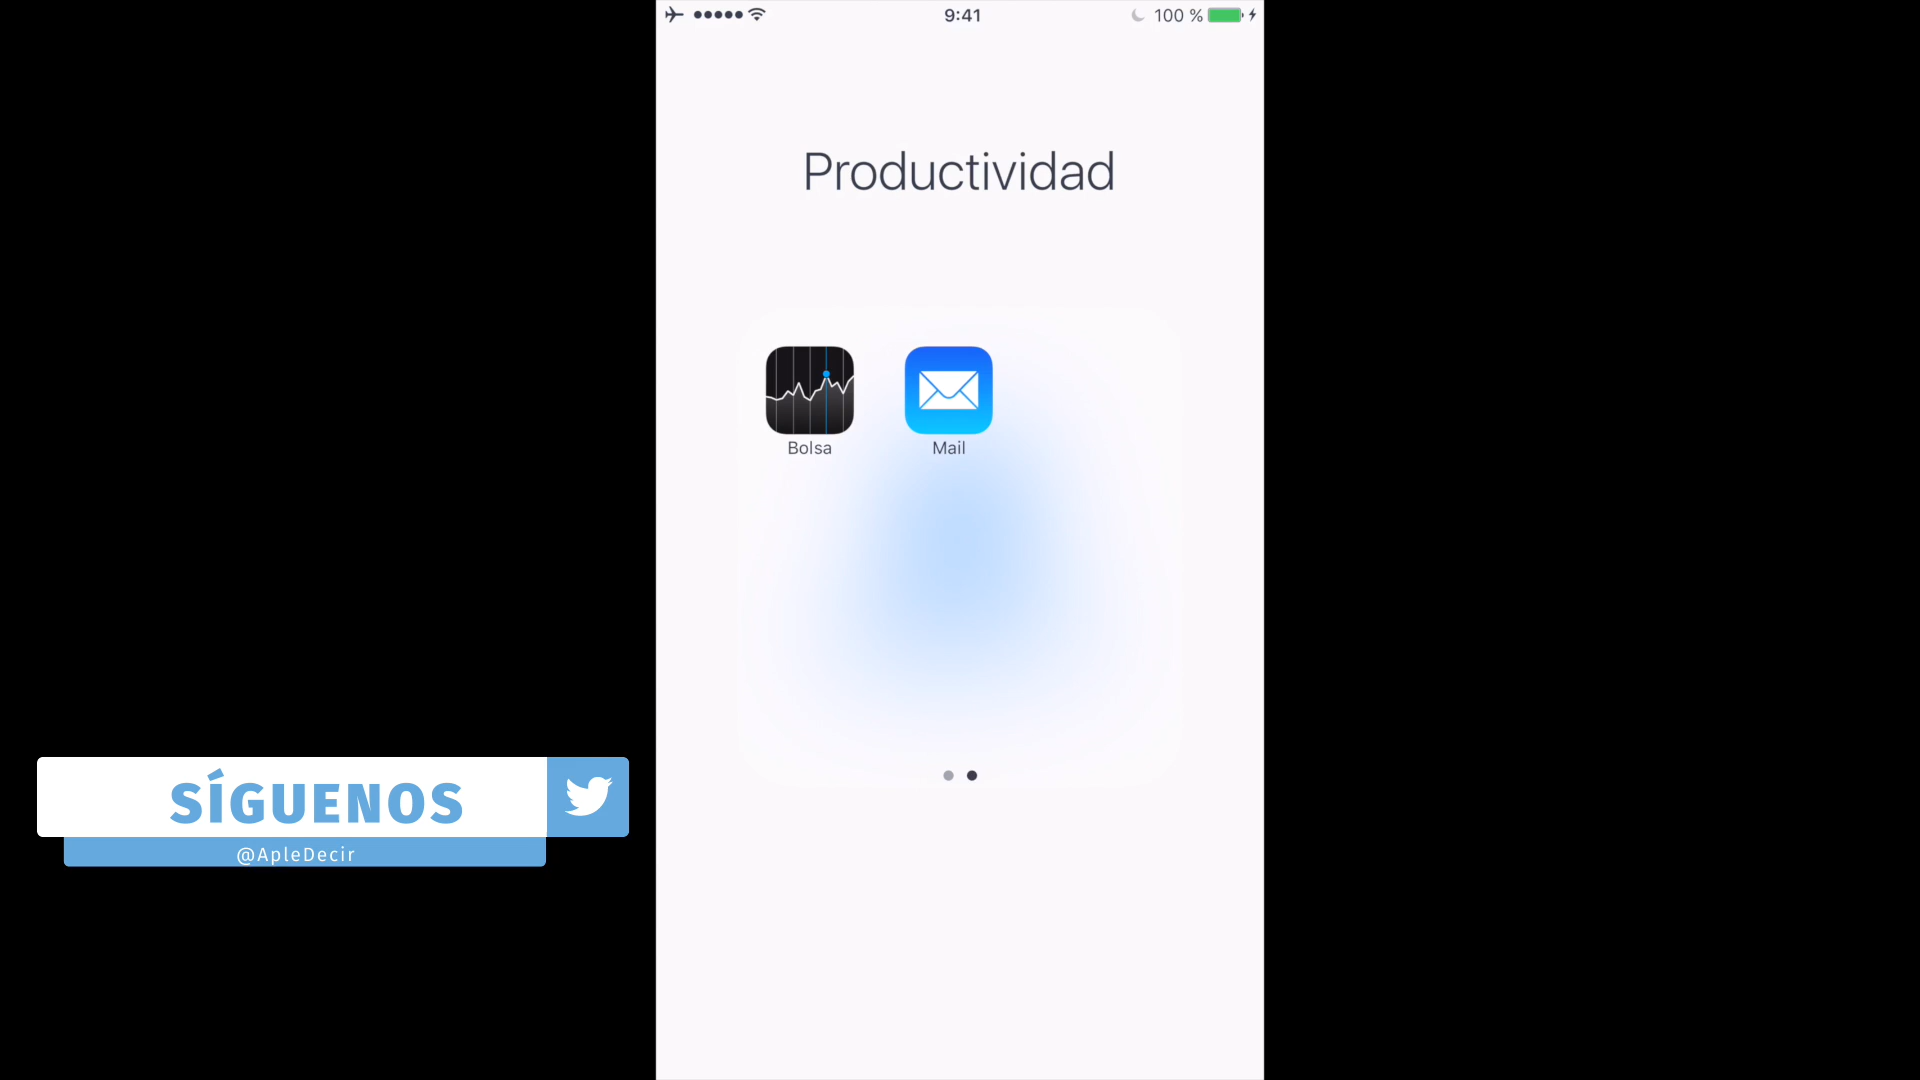 9:41
100 %
Productividad
Bolsa
Mail
SÍGUENOS
@ApleDecir